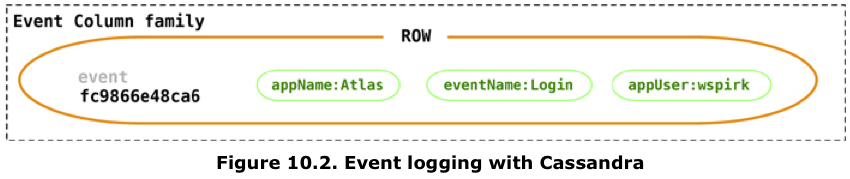 Event Column family
ROW
event
fc9866e48ca6
appName:Atlas
eventName:Login
appUser:wspirk
Figure 10.2. Event logging with Cassandra